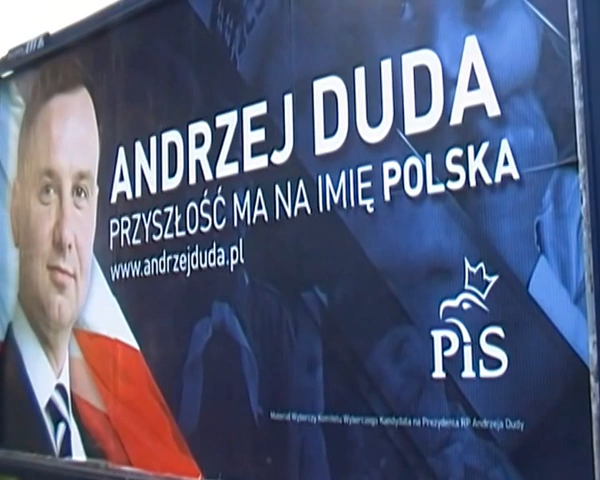 ANDRZEJ DUDA
PRZYSZŁOŚĆ MA NA IMIĘ POLSKA
www.andrzejduda.pl
PiS
Materiał Wyborczy Komitetu Wyborczego Kandydata na Prezydenta RP Andrzeja Dudy